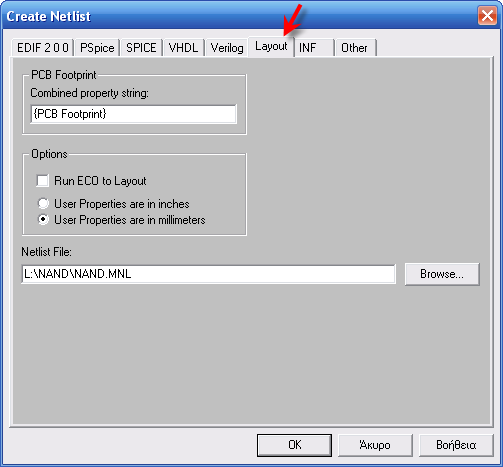 Create Netlist
EDIF 2 0 0 PSpice SPICE VHDL Verilog Layout INF Other
PCB Footprint
Combined property string:
{PCB Footprint}
Options
Run ECO to Layout
User Properties are in inches
User Properties are in millimeters
Netlist File:
L:\NAND\NAND.MNL Browse...
OK Άκυρο Βοήθεια